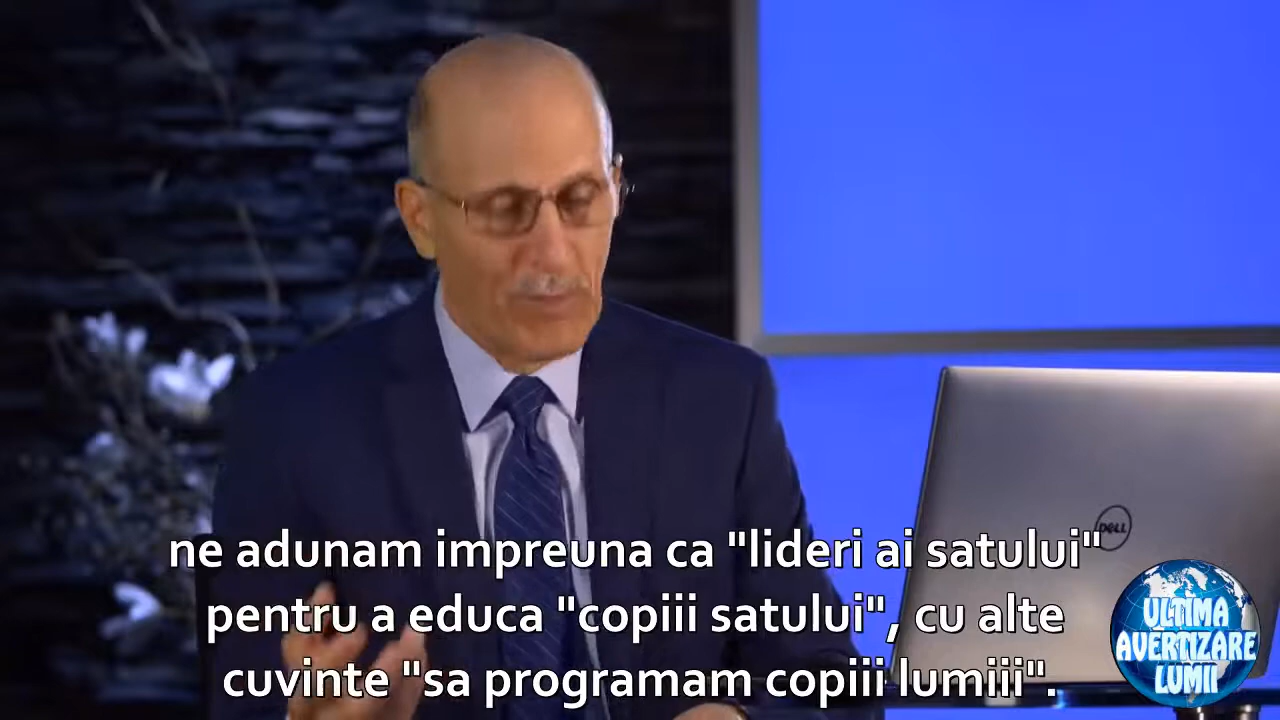 ne adunam impreuna ca "lideri ai satului"
pentru a educa "copiii satului", cu alte
cuvinte "sa programam copiii lumiii".
DELL
ULTIMA
AVERTIZARE
LUMII